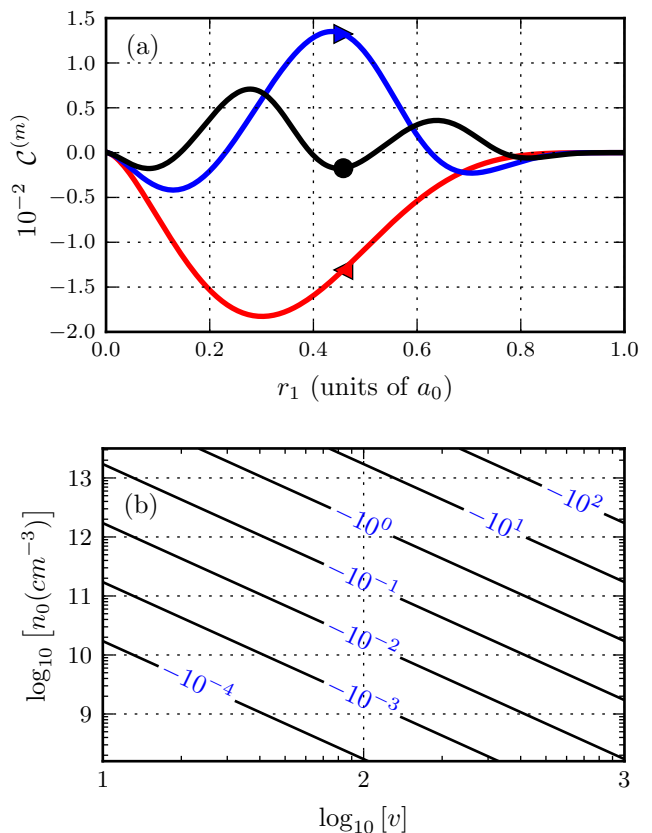 (a)
1.5
1.0
0.5
0.0
−0.5
−1.0
−1.5
−2.0
10⁻² 𝒞⁽ᵐ⁾
0.0 0.2 0.4 0.6 0.8 1.0
r₁ (units of a₀)
(b)
13
12
11
10
9
log₁₀ [n₀(cm⁻³)]
−10²
−10¹
−10⁰
−10⁻¹
−10⁻²
−10⁻³
−10⁻⁴
1 2 3
log₁₀ [v]